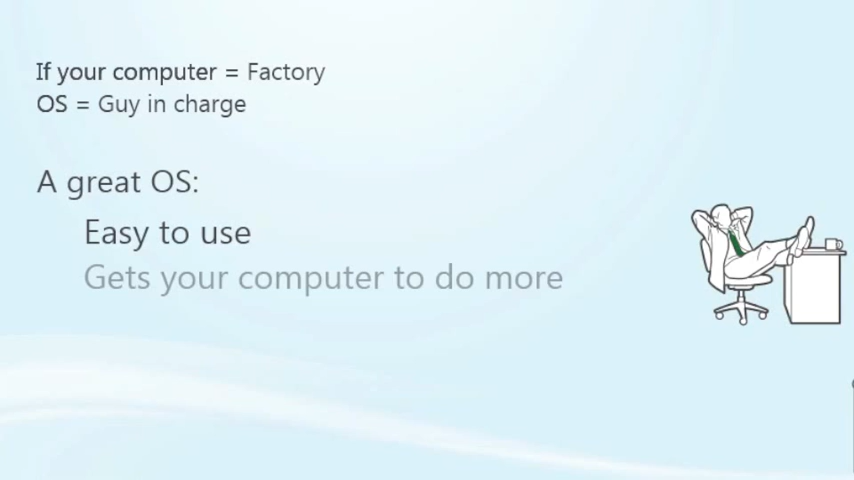 If your computer = Factory
OS = Guy in charge
A great OS:
Easy to use
Gets your computer to do more